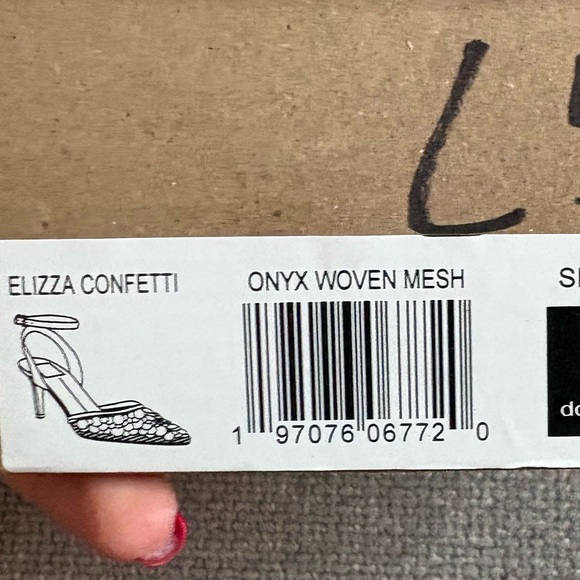 L
ELIZZA CONFETTI
ONYX WOVEN MESH
1 97076 06772 0